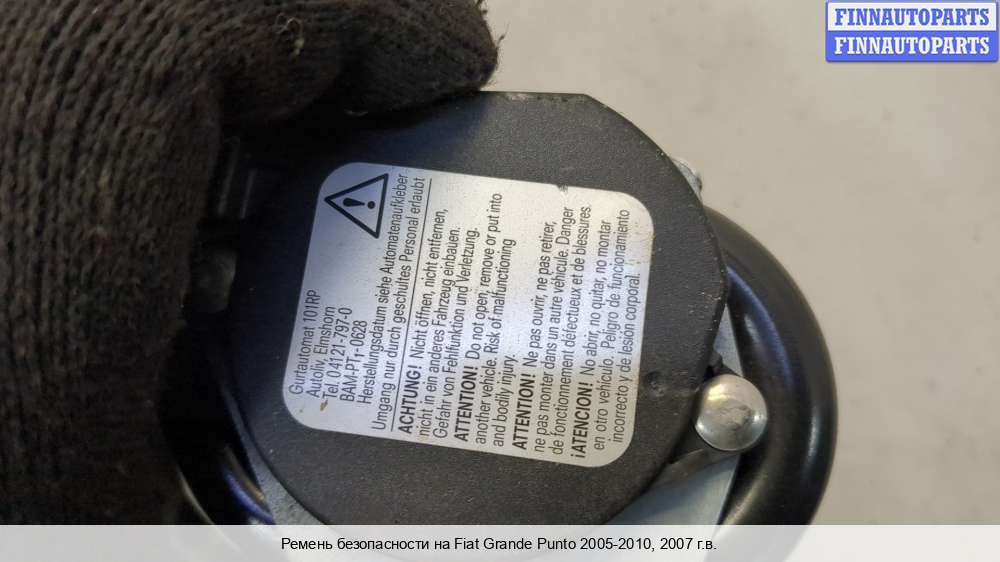 FINNAUTOPARTS
FINNAUTOPARTS
Gurtautomat 101RP
Autoliv, Elmshorn
Tel. 04121-797-0
BAM-PT1-0628
Herstellungsdatum siehe Automatenaufkleber
Umgang nur durch geschultes Personal erlaubt
ACHTUNG! Nicht öffnen, nicht entfernen,
nicht in ein anderes Fahrzeug einbauen.
Gefahr von Fehlfunktion und Verletzung.
ATTENTION! Do not open, remove or put into
another vehicle. Risk of malfunctioning
and bodily injury.
ATTENTION! Ne pas ouvrir, ne pas retirer,
ne pas monter dans un autre véhicule. Danger
de fonctionnement défectueux et de blessures.
¡ATENCION! No abrir, no quitar, no montar
en otro vehículo. Peligro de funcionamiento
incorrecto y de lesion corporal.
Ремень безопасности на Fiat Grande Punto 2005-2010, 2007 г.в.